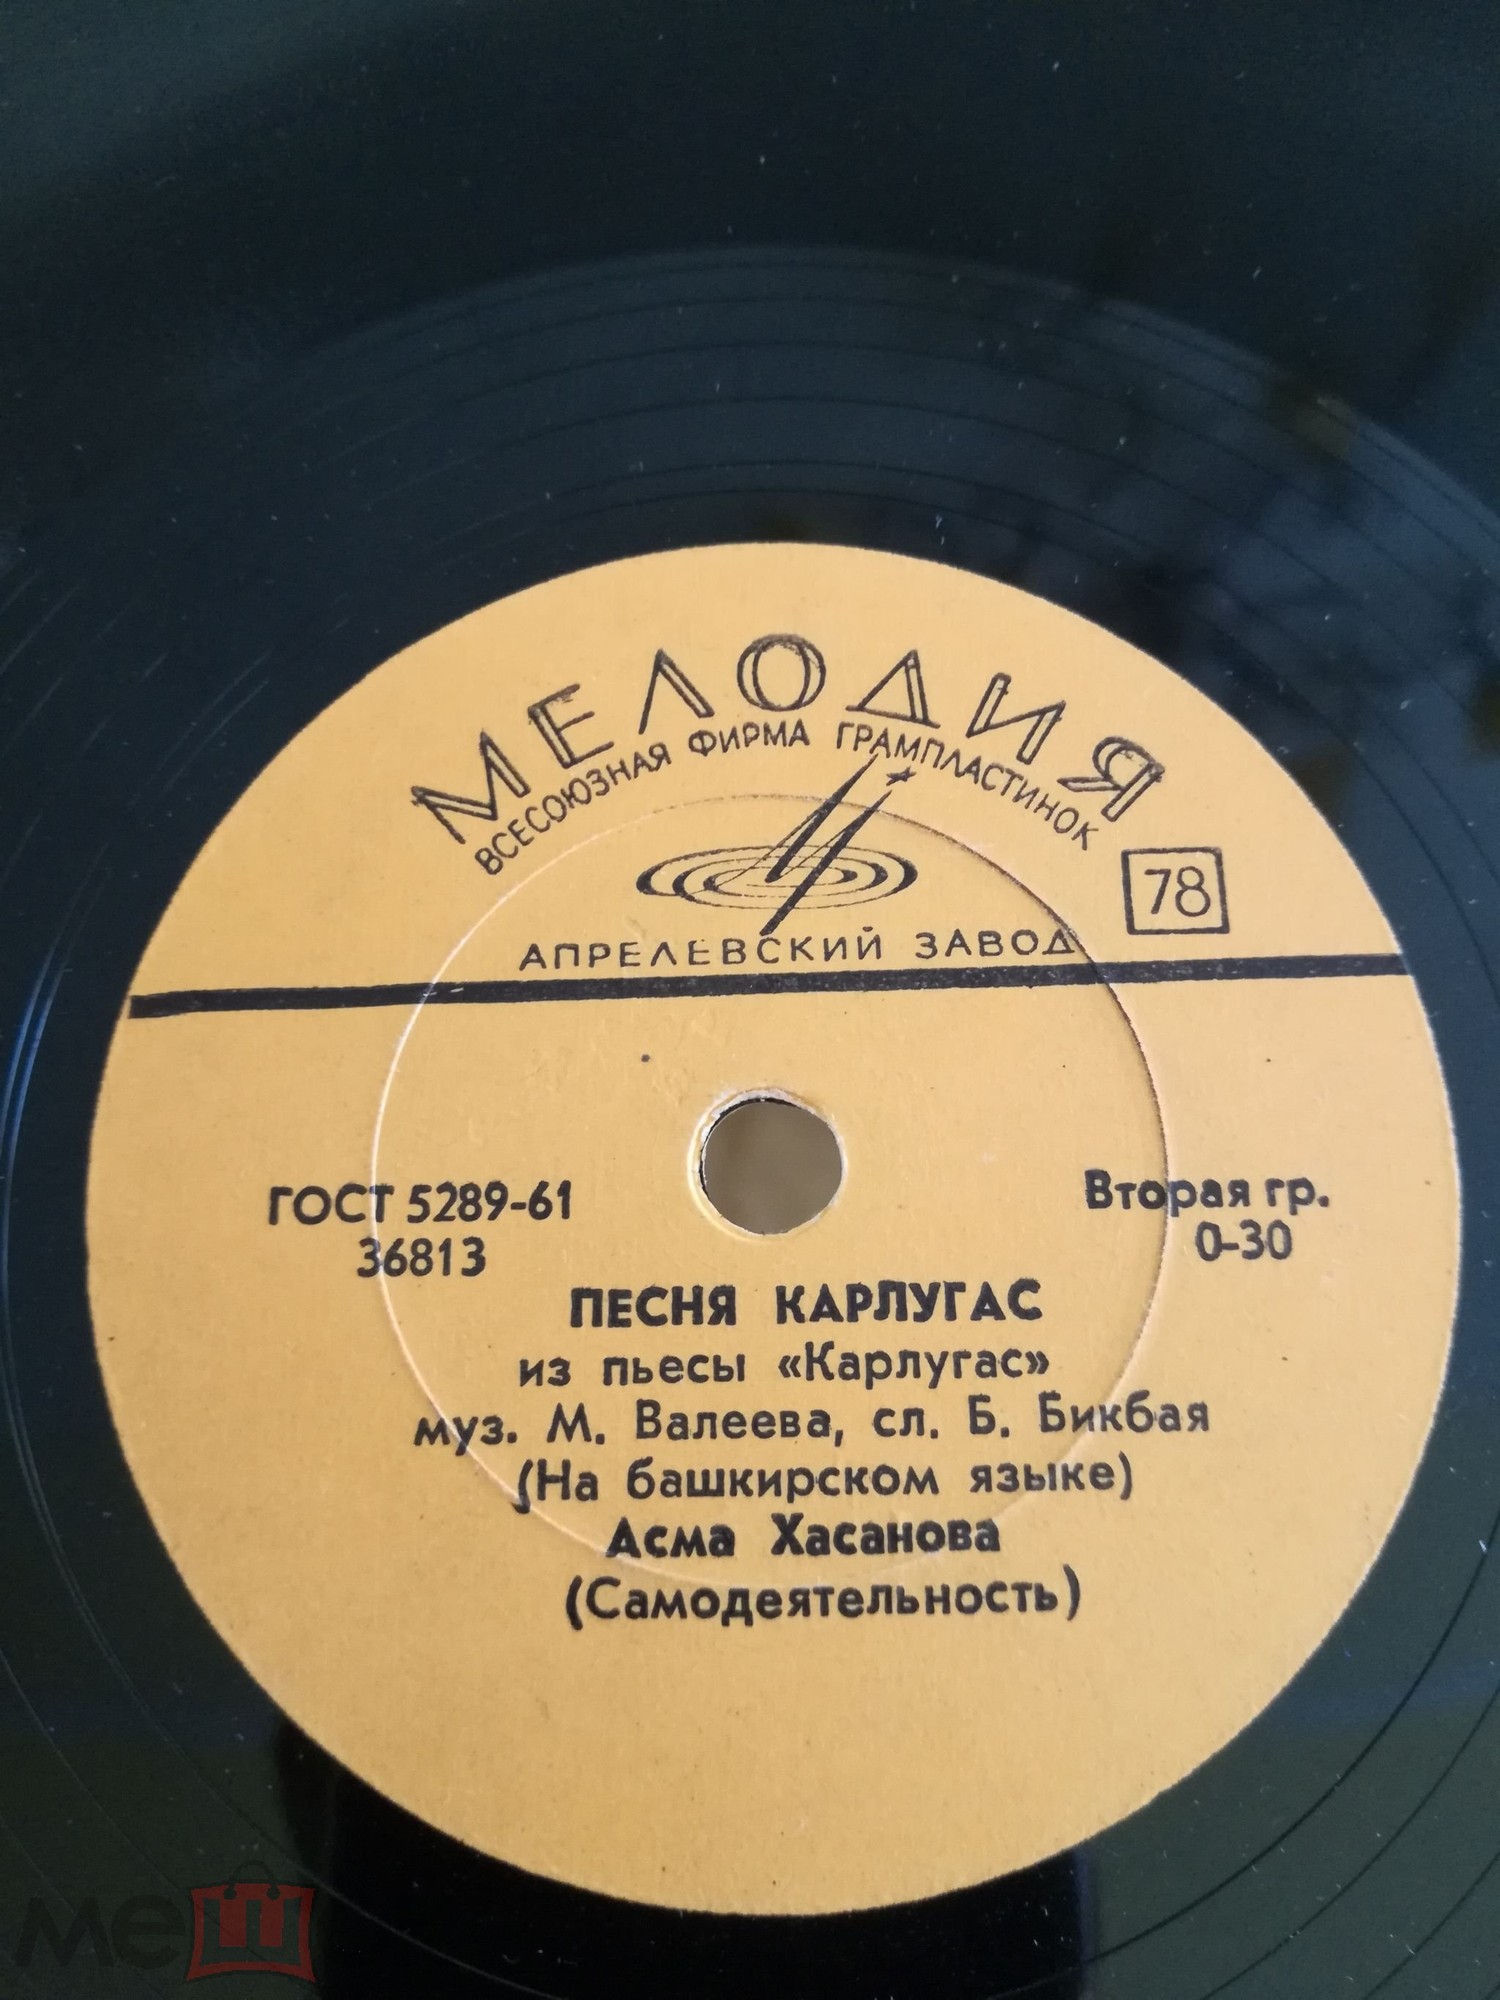 МЕЛОДИЯ
ВСЕСОЮЗНАЯ ФИРМА ГРАМПЛАСТИНОК
78
АПРЕЛЕВСКИЙ ЗАВОД
ГОСТ 5289-61
36813
Вторая гр.
0-30
ПЕСНЯ КАРЛУГАС
из пьесы «Карлугас»
муз. М. Валеева, сл. Б. Бикбая
(На башкирском языке)
Асма Хасанова
(Самодеятельность)
меш